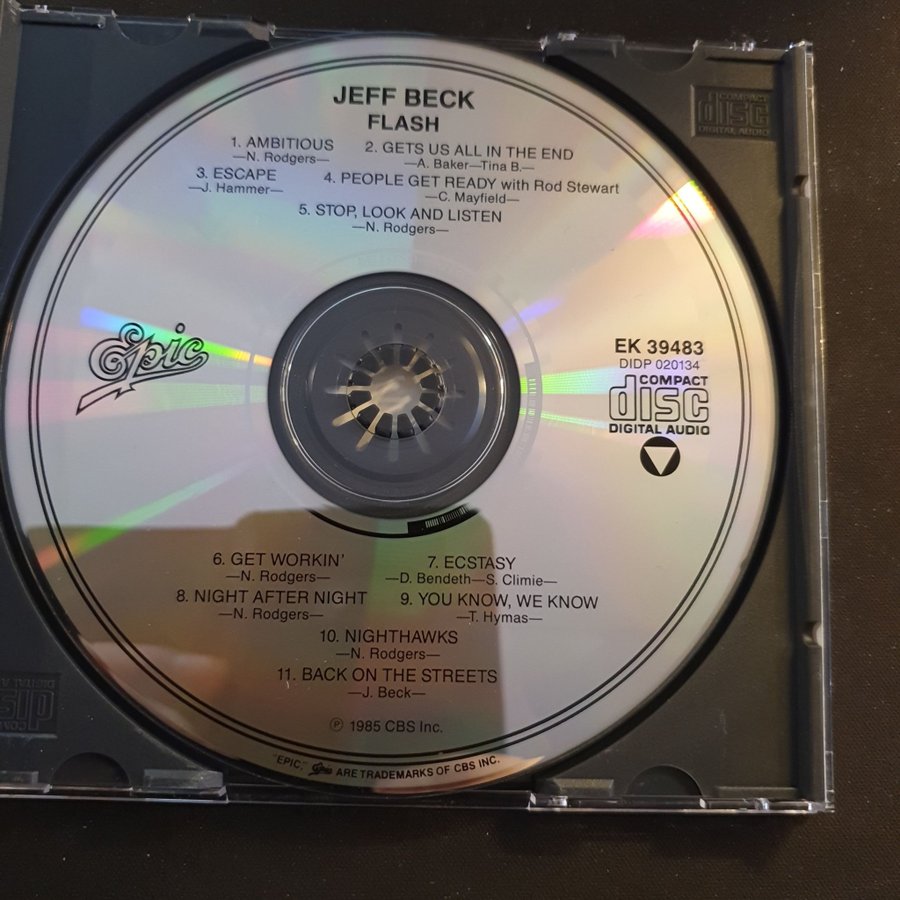 JEFF BECK
FLASH
1. AMBITIOUS
—N. Rodgers—
2. GETS US ALL IN THE END
—A. Baker—Tina B.—
3. ESCAPE
—J. Hammer—
4. PEOPLE GET READY with Rod Stewart
—C. Mayfield—
5. STOP, LOOK AND LISTEN
—N. Rodgers—
COMPACT
disc
DIGITAL AUDIO
Epic
EK 39483
DIDP 020134
COMPACT
disc
DIGITAL AUDIO
6. GET WORKIN'
—N. Rodgers—
7. ECSTASY
—D. Bendeth—S. Climie—
8. NIGHT AFTER NIGHT
—N. Rodgers—
9. YOU KNOW, WE KNOW
—T. Hymas—
10. NIGHTHAWKS
—N. Rodgers—
11. BACK ON THE STREETS
—J. Beck—
℗ 1985 CBS Inc.
"EPIC," Epic ARE TRADEMARKS OF CBS INC.